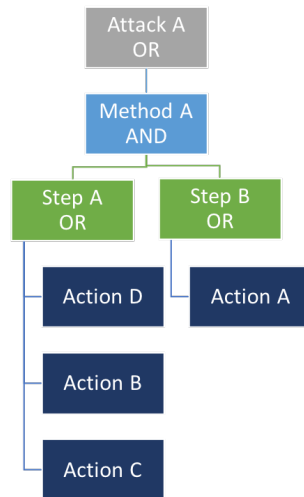 Attack A
OR
Method A
AND
Step A
OR
Step B
OR
Action D
Action A
Action B
Action C